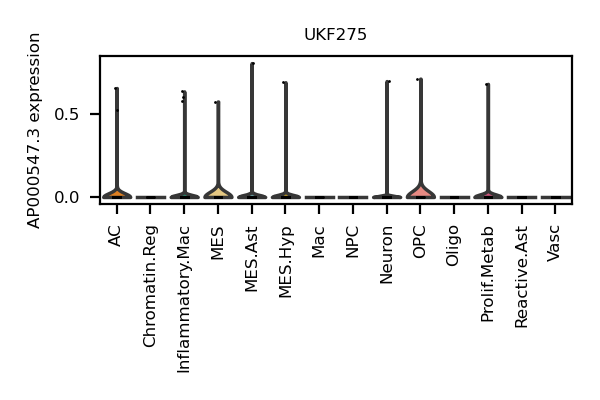 UKF275
AP000547.3 expression
0.5
0.0
AC
Chromatin.Reg
Inflammatory.Mac
MES
MES.Ast
MES.Hyp
Mac
NPC
Neuron
OPC
Oligo
Prolif.Metab
Reactive.Ast
Vasc